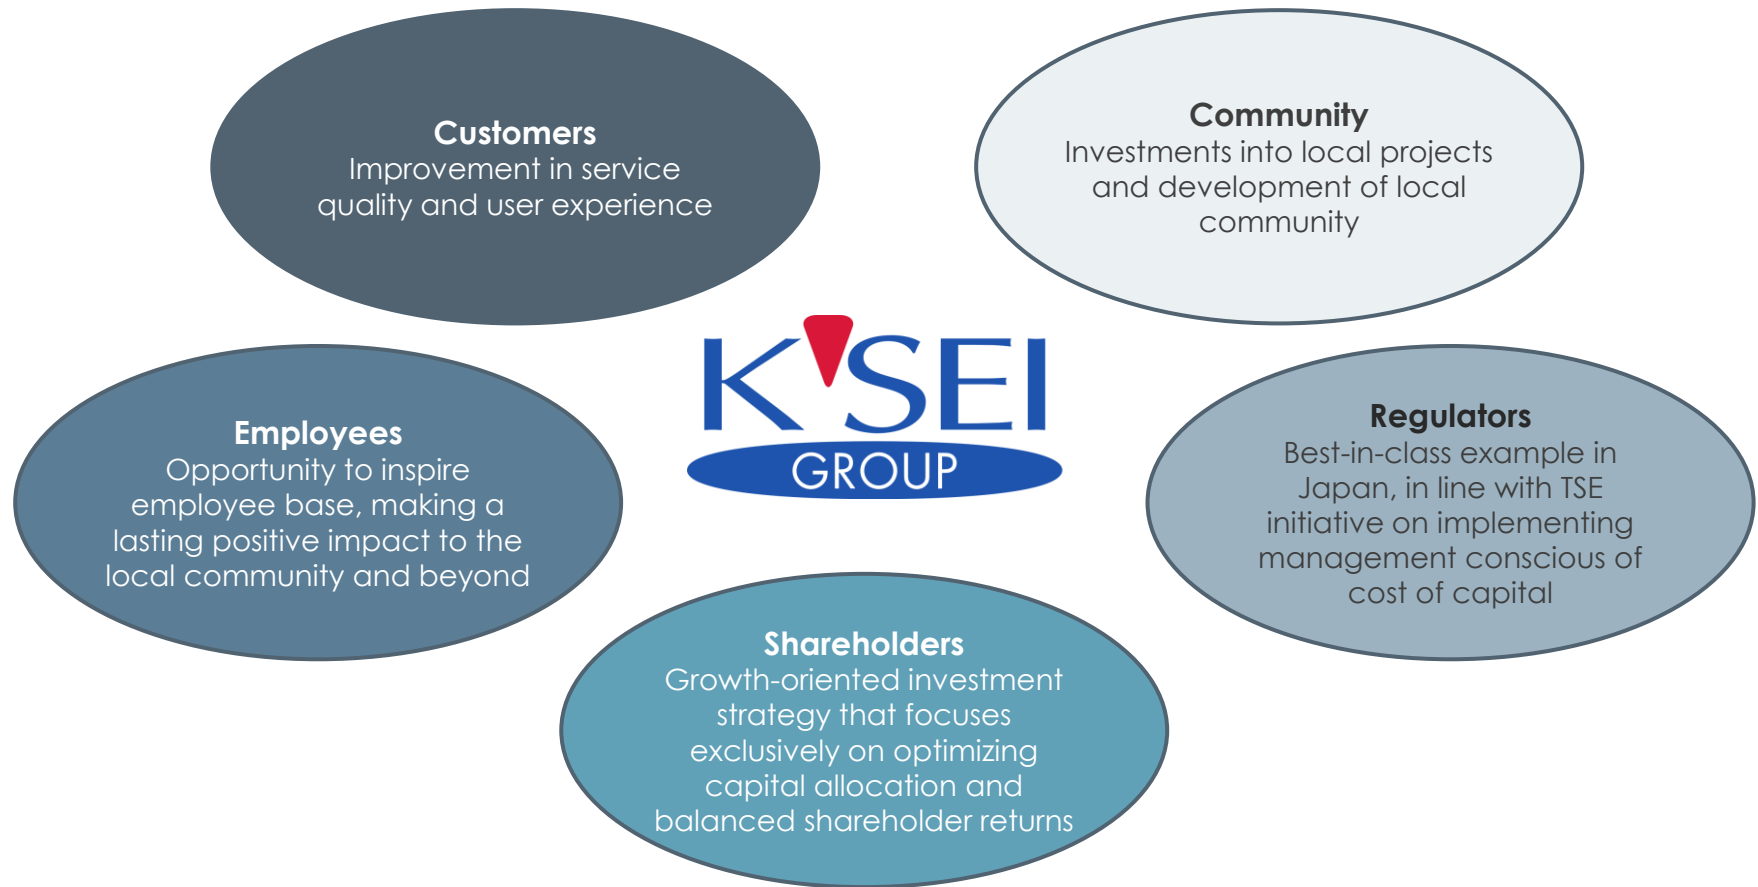 Customers
Improvement in service
quality and user experience
Community
Investments into local projects
and development of local
community
K'SEI
GROUP
Employees
Opportunity to inspire
employee base, making a
lasting positive impact to the
local community and beyond
Regulators
Best-in-class example in
Japan, in line with TSE
initiative on implementing
management conscious of
cost of capital
Shareholders
Growth-oriented investment
strategy that focuses
exclusively on optimizing
capital allocation and
balanced shareholder returns